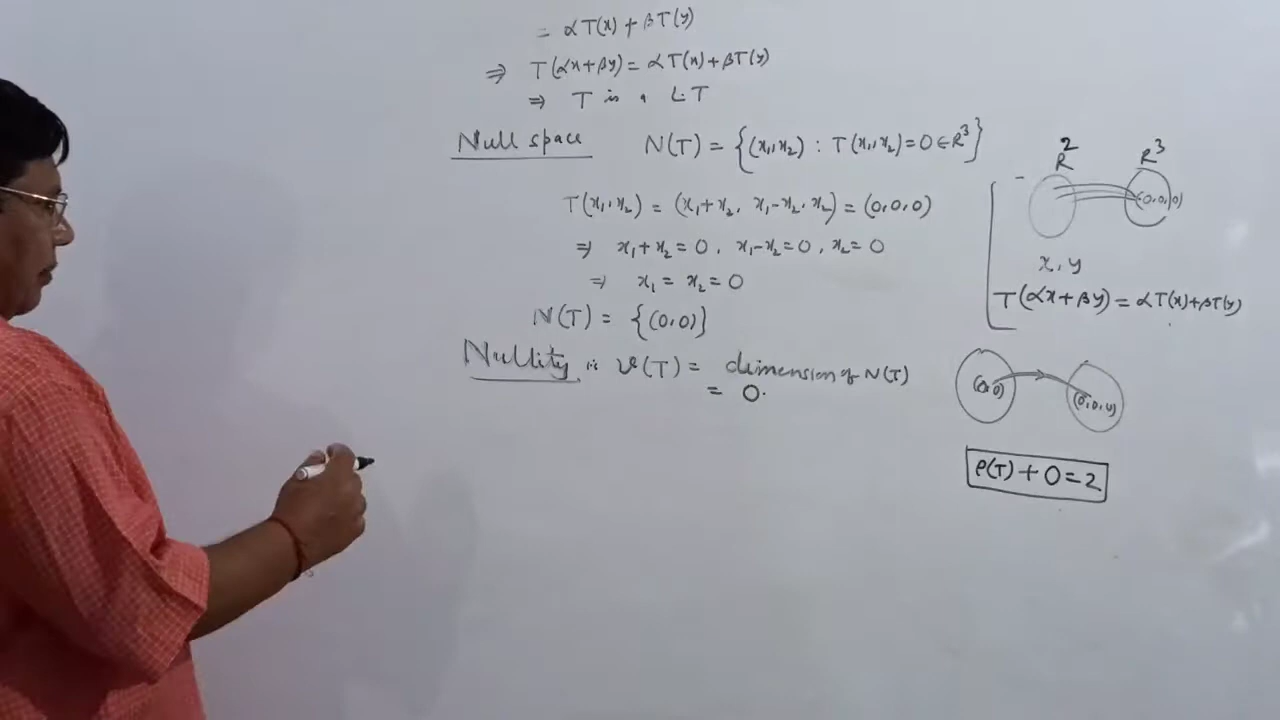 = αT(x) + βT(y)
⇒ T(αx+βy) = αT(x) + βT(y)
⇒ T is a L.T
Null space N(T) = {(x₁,x₂) : T(x₁,x₂) = 0 ∈ R³}
T(x₁,x₂) = (x₁+x₂, x₁-x₂, x₂) = (0,0,0)
⇒ x₁+x₂ = 0, x₁-x₂ = 0, x₂ = 0
⇒ x₁ = x₂ = 0
N(T) = {(0,0)}
Nullity is ν(T) = dimension of N(T)
= 0.
R² R³
(0,0,0)
x, y
T(αx+βy) = αT(x)+βT(y)
(0,0) (0,0,0)
ρ(T) + 0 = 2